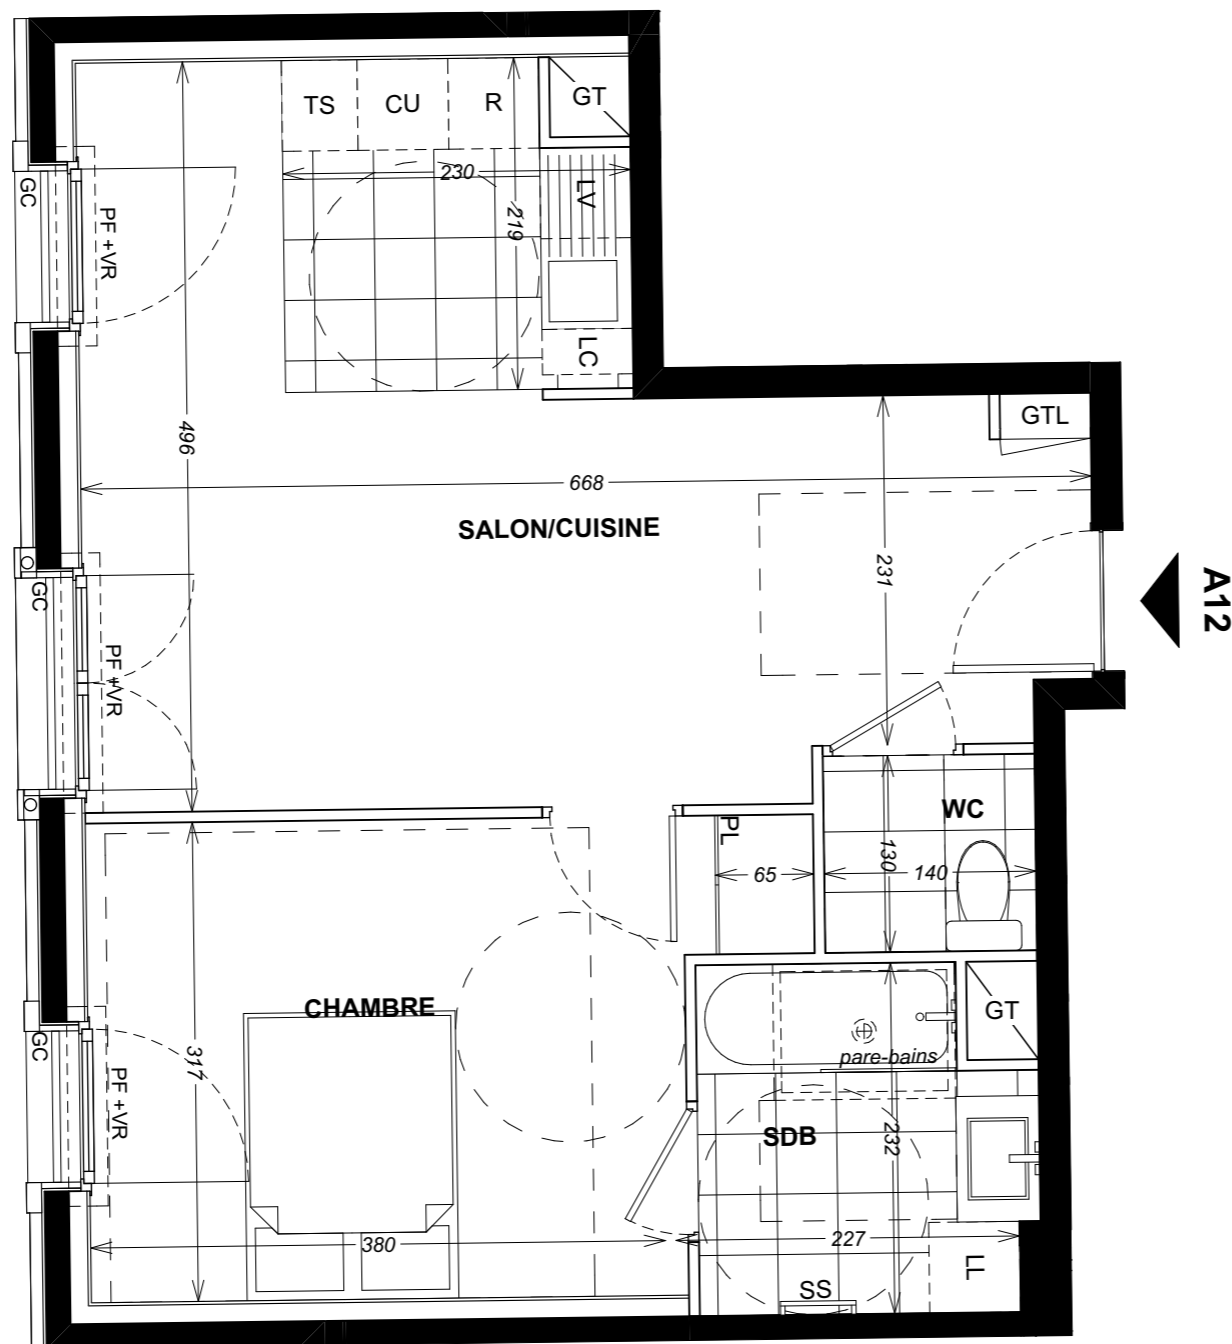 TS
CU
R
GT
230
LV
219
GC
PF +VR
LC
GTL
496
668
SALON/CUISINE
231
A12
GC
PF +VR
WC
PL
130
140
65
CHAMBRE
GT
pare-bains
GC
317
PF +VR
SDB
232
380
227
LL
SS